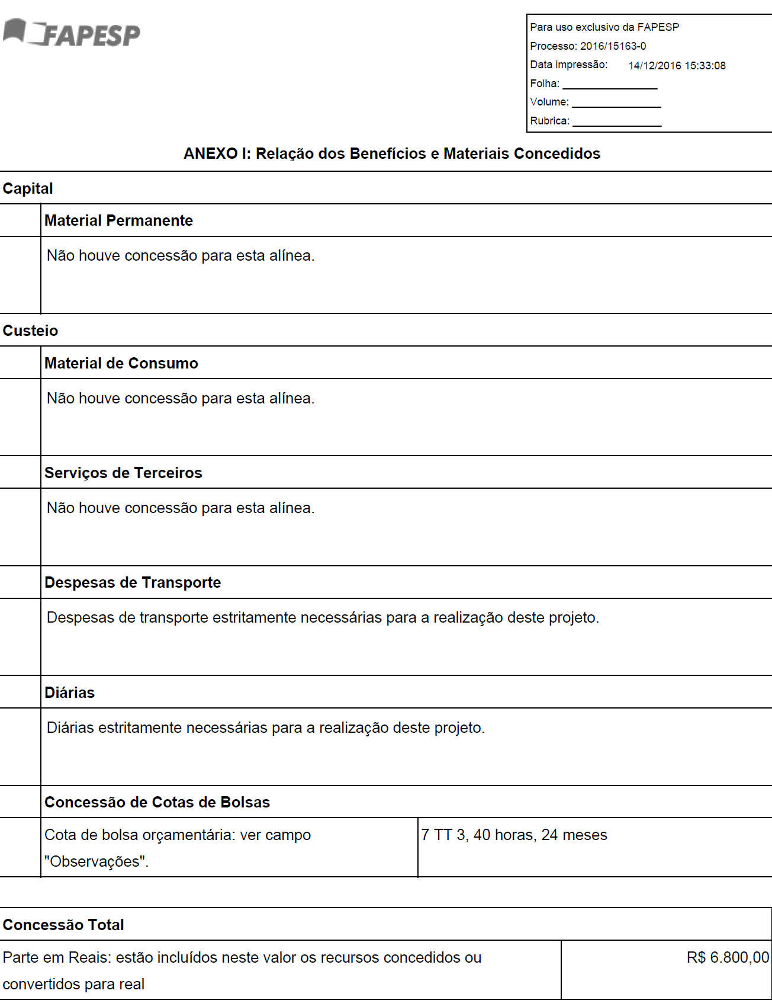 FAPESP
Para uso exclusivo da FAPESP
Processo: 2016/15163-0
Data impressão: 14/12/2016 15:33:08
Folha: ________________
Volume: _______________
Rubrica: _______________
ANEXO I: Relação dos Benefícios e Materiais Concedidos
Capital
Material Permanente
Não houve concessão para esta alínea.
Custeio
Material de Consumo
Não houve concessão para esta alínea.
Serviços de Terceiros
Não houve concessão para esta alínea.
Despesas de Transporte
Despesas de transporte estritamente necessárias para a realização deste projeto.
Diárias
Diárias estritamente necessárias para a realização deste projeto.
Concessão de Cotas de Bolsas
Cota de bolsa orçamentária: ver campo
"Observações".
7 TT 3, 40 horas, 24 meses
Concessão Total
Parte em Reais: estão incluídos neste valor os recursos concedidos ou
convertidos para real
R$ 6.800,00